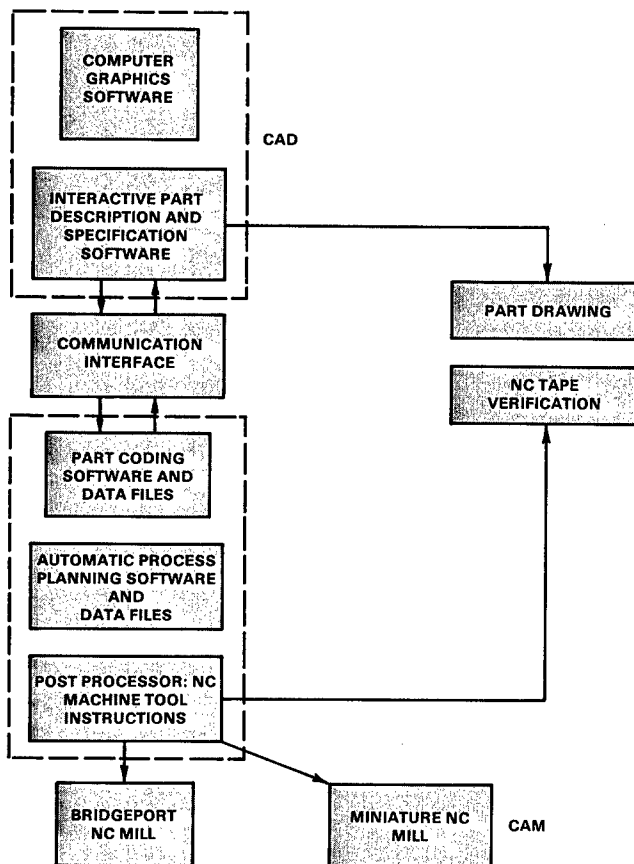 COMPUTER
GRAPHICS
SOFTWARE
CAD
INTERACTIVE PART
DESCRIPTION AND
SPECIFICATION
SOFTWARE
PART DRAWING
COMMUNICATION
INTERFACE
NC TAPE
VERIFICATION
PART CODING
SOFTWARE AND
DATA FILES
AUTOMATIC PROCESS
PLANNING SOFTWARE
AND
DATA FILES
POST PROCESSOR: NC
MACHINE TOOL
INSTRUCTIONS
BRIDGEPORT
NC MILL
MINIATURE NC
MILL
CAM